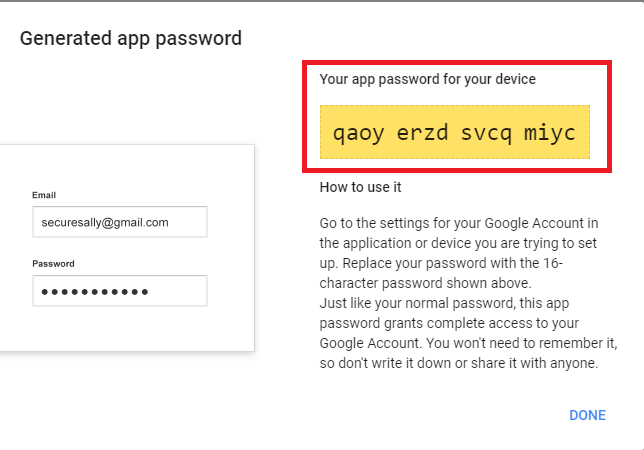 Generated app password
Your app password for your device
qaoy erzd svcq miyc
Email
securesally@gmail.com
Password
●●●●●●●●●●●
How to use it
Go to the settings for your Google Account in
the application or device you are trying to set
up. Replace your password with the 16-
character password shown above.
Just like your normal password, this app
password grants complete access to your
Google Account. You won't need to remember it,
so don't write it down or share it with anyone.
DONE